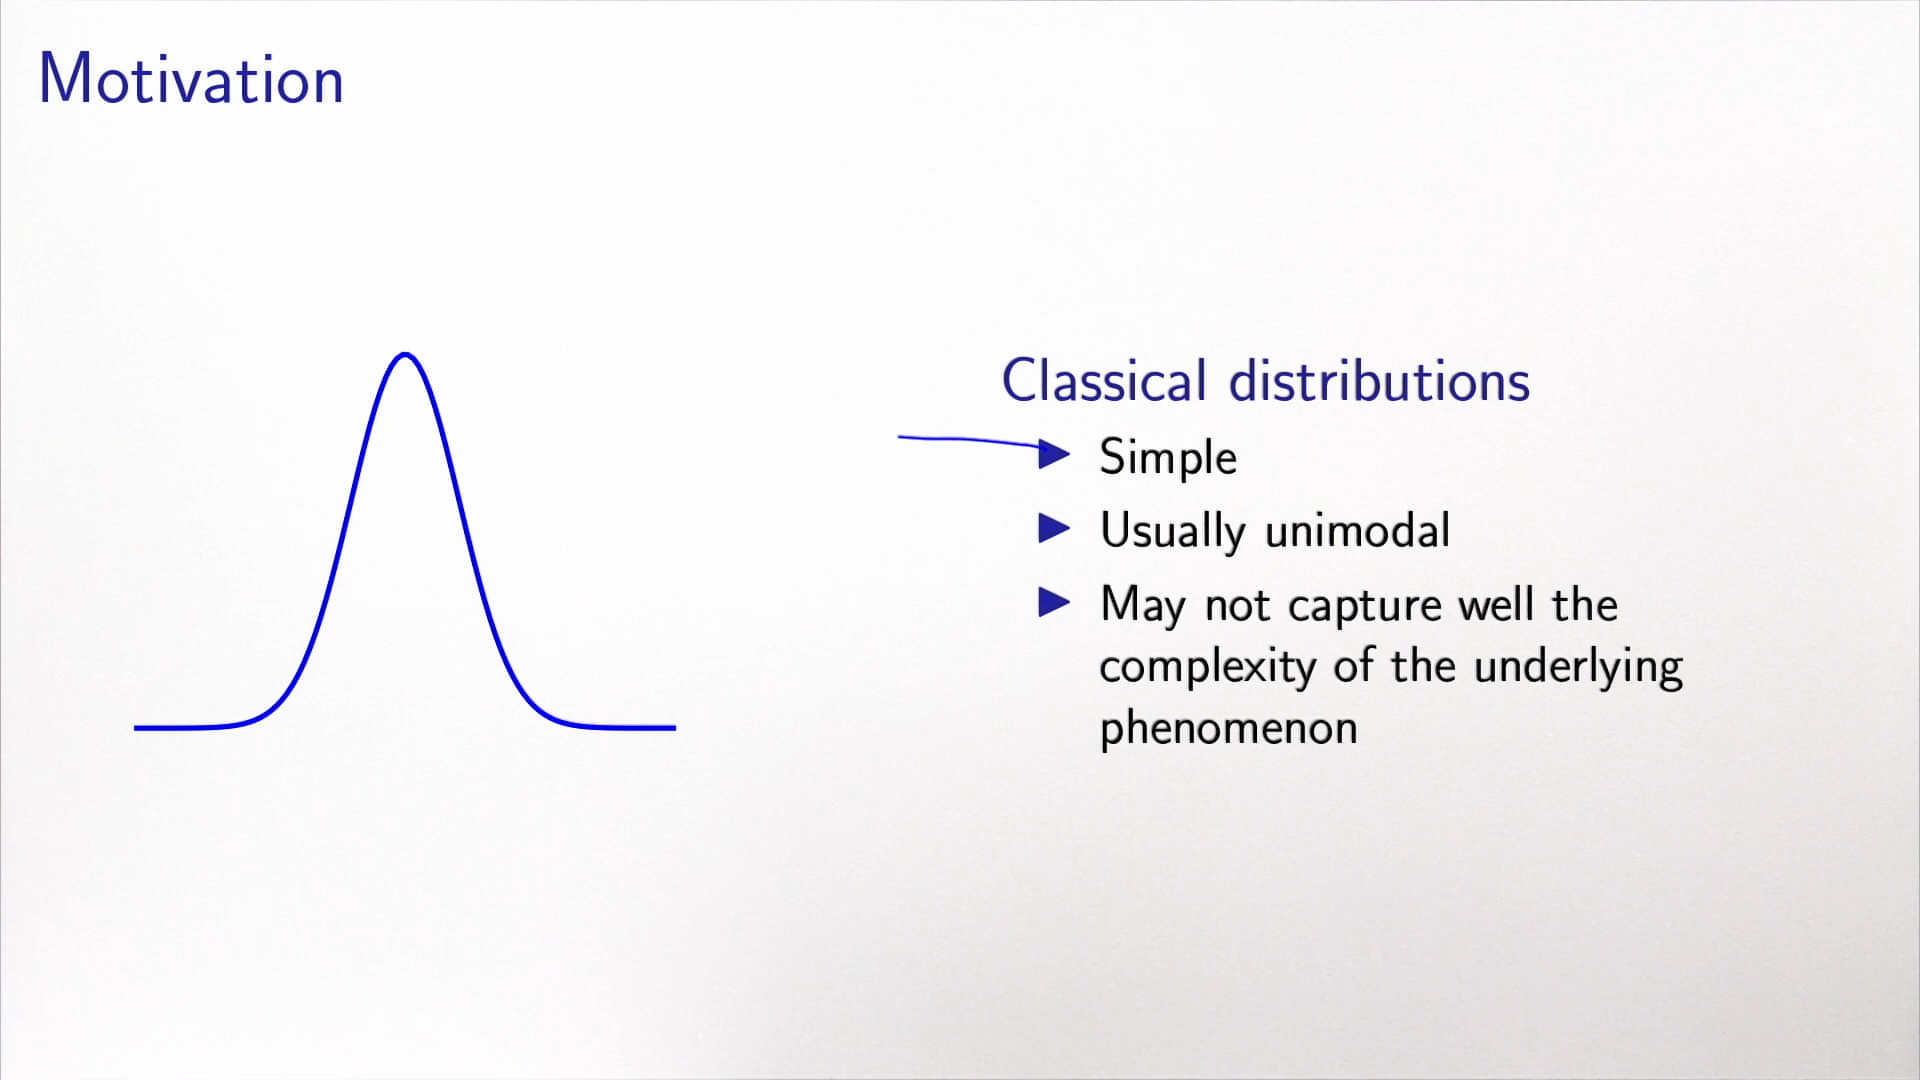 Motivation
Classical distributions
Simple
Usually unimodal
May not capture well the
complexity of the underlying
phenomenon